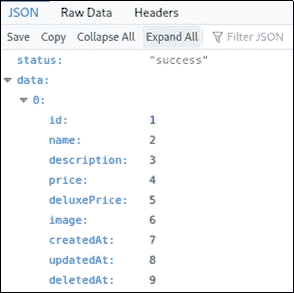 JSON Raw Data Headers
Save Copy Collapse All Expand All Filter JSON
status: "success"
data:
0:
id: 1
name: 2
description: 3
price: 4
deluxePrice: 5
image: 6
createdAt: 7
updatedAt: 8
deletedAt: 9